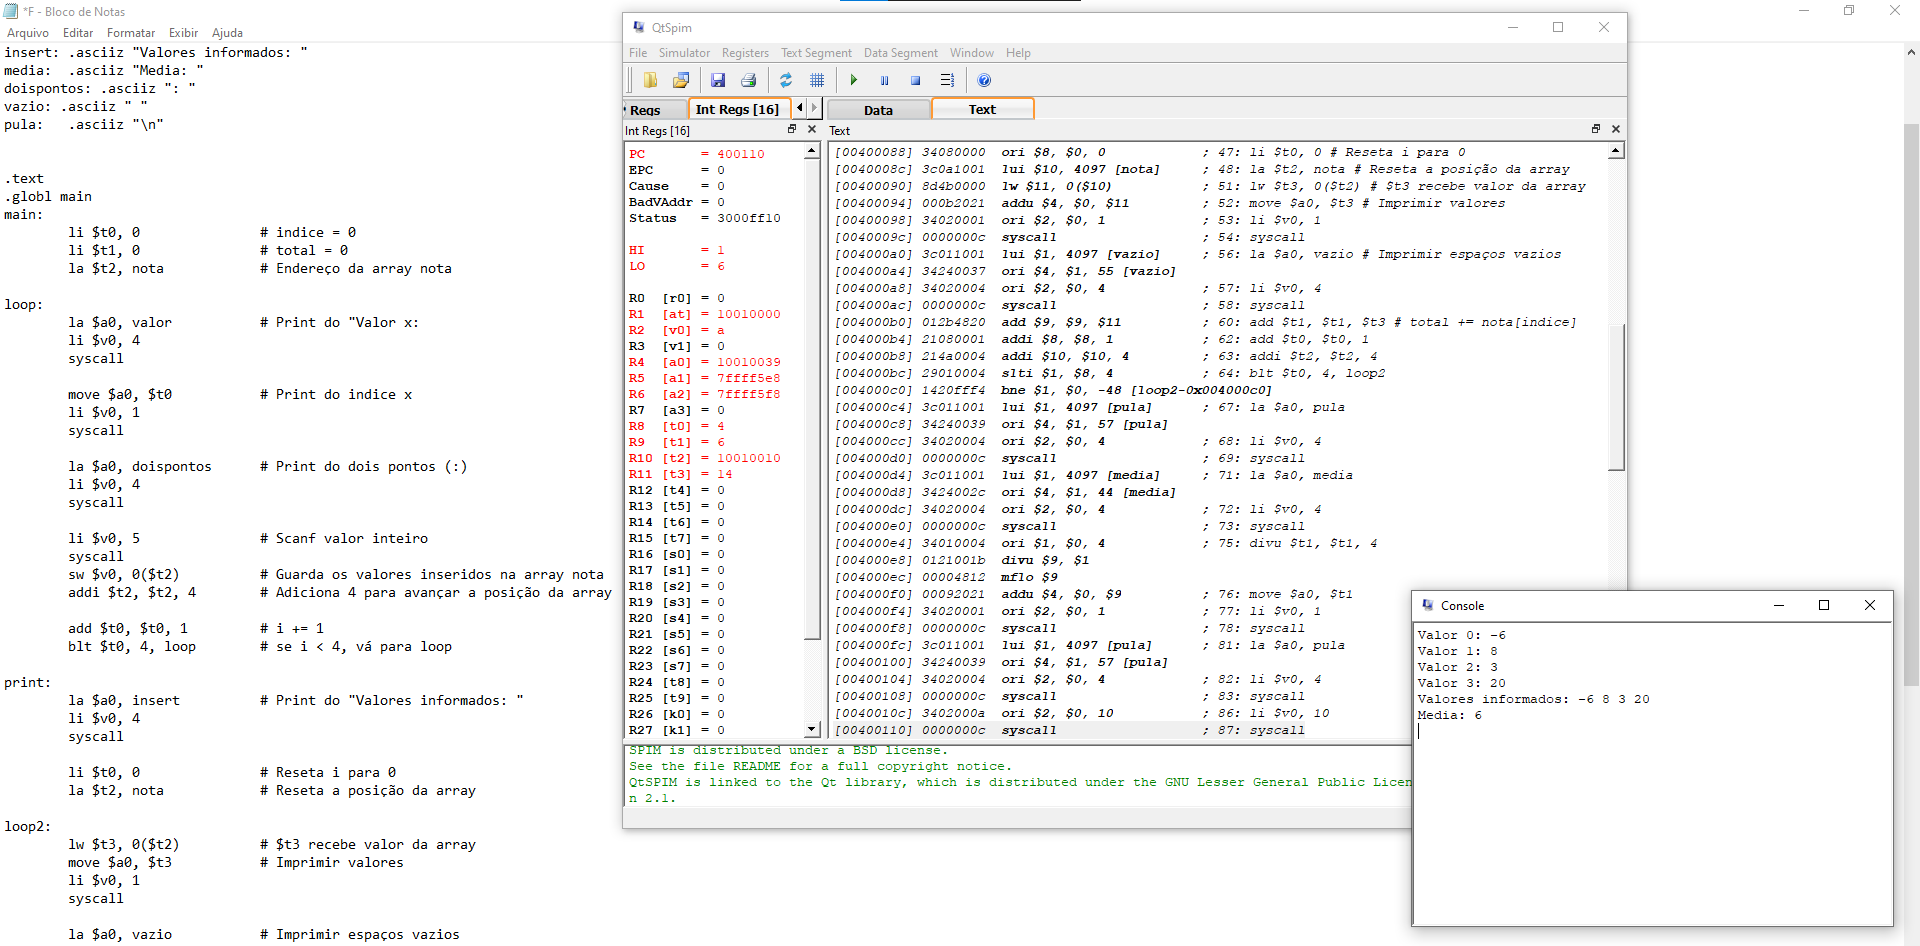 *F - Bloco de Notas
Arquivo Editar Formatar Exibir Ajuda
insert: .asciiz "Valores informados: "
media:  .asciiz "Media: "
doispontos: .asciiz ": "
vazio: .asciiz " "
pula:   .asciiz "\n"
.text
.globl main
main:
li $t0, 0 # indice = 0
li $t1, 0 # total = 0
la $t2, nota # Endereço da array nota
loop:
la $a0, valor # Print do "Valor x:
li $v0, 4
syscall
move $a0, $t0 # Print do indice x
li $v0, 1
syscall
la $a0, doispontos # Print do dois pontos (:)
li $v0, 4
syscall
li $v0, 5 # Scanf valor inteiro
syscall
sw $v0, 0($t2) # Guarda os valores inseridos na array nota
addi $t2, $t2, 4 # Adiciona 4 para avançar a posição da array
add $t0, $t0, 1 # i += 1
blt $t0, 4, loop # se i < 4, vá para loop
print:
la $a0, insert # Print do "Valores informados: "
li $v0, 4
syscall
li $t0, 0 # Reseta i para 0
la $t2, nota # Reseta a posição da array
loop2:
lw $t3, 0($t2) # $t3 recebe valor da array
move $a0, $t3 # Imprimir valores
li $v0, 1
syscall
la $a0, vazio # Imprimir espaços vazios
QtSpim
File Simulator Registers Text Segment Data Segment Window Help
Regs Int Regs [16]
Data Text
Int Regs [16]
Text
PC = 400110
EPC = 0
Cause = 0
BadVAddr = 0
Status = 3000ff10
HI = 1
LO = 6
R0 [r0] = 0
R1 [at] = 10010000
R2 [v0] = a
R3 [v1] = 0
R4 [a0] = 10010039
R5 [a1] = 7ffff5e8
R6 [a2] = 7ffff5f8
R7 [a3] = 0
R8 [t0] = 4
R9 [t1] = 6
R10 [t2] = 10010010
R11 [t3] = 14
R12 [t4] = 0
R13 [t5] = 0
R14 [t6] = 0
R15 [t7] = 0
R16 [s0] = 0
R17 [s1] = 0
R18 [s2] = 0
R19 [s3] = 0
R20 [s4] = 0
R21 [s5] = 0
R22 [s6] = 0
R23 [s7] = 0
R24 [t8] = 0
R25 [t9] = 0
R26 [k0] = 0
R27 [k1] = 0
[00400088] 34080000 ori $8, $0, 0 ; 47: li $t0, 0 # Reseta i para 0
[0040008c] 3c0a1001 lui $10, 4097 [nota] ; 48: la $t2, nota # Reseta a posição da array
[00400090] 8d4b0000 lw $11, 0($10) ; 51: lw $t3, 0($t2) # $t3 recebe valor da array
[00400094] 000b2021 addu $4, $0, $11 ; 52: move $a0, $t3 # Imprimir valores
[00400098] 34020001 ori $2, $0, 1 ; 53: li $v0, 1
[0040009c] 0000000c syscall ; 54: syscall
[004000a0] 3c011001 lui $1, 4097 [vazio] ; 56: la $a0, vazio # Imprimir espaços vazios
[004000a4] 34240037 ori $4, $1, 55 [vazio]
[004000a8] 34020004 ori $2, $0, 4 ; 57: li $v0, 4
[004000ac] 0000000c syscall ; 58: syscall
[004000b0] 012b4820 add $9, $9, $11 ; 60: add $t1, $t1, $t3 # total += nota[indice]
[004000b4] 21080001 addi $8, $8, 1 ; 62: add $t0, $t0, 1
[004000b8] 214a0004 addi $10, $10, 4 ; 63: addi $t2, $t2, 4
[004000bc] 29010004 slti $1, $8, 4 ; 64: blt $t0, 4, loop2
[004000c0] 1420fff4 bne $1, $0, -48 [loop2-0x004000c0]
[004000c4] 3c011001 lui $1, 4097 [pula] ; 67: la $a0, pula
[004000c8] 34240039 ori $4, $1, 57 [pula]
[004000cc] 34020004 ori $2, $0, 4 ; 68: li $v0, 4
[004000d0] 0000000c syscall ; 69: syscall
[004000d4] 3c011001 lui $1, 4097 [media] ; 71: la $a0, media
[004000d8] 3424002c ori $4, $1, 44 [media]
[004000dc] 34020004 ori $2, $0, 4 ; 72: li $v0, 4
[004000e0] 0000000c syscall ; 73: syscall
[004000e4] 34010004 ori $1, $0, 4 ; 75: divu $t1, $t1, 4
[004000e8] 0121001b divu $9, $1
[004000ec] 00004812 mflo $9
[004000f0] 00092021 addu $4, $0, $9 ; 76: move $a0, $t1
[004000f4] 34020001 ori $2, $0, 1 ; 77: li $v0, 1
[004000f8] 0000000c syscall ; 78: syscall
[004000fc] 3c011001 lui $1, 4097 [pula] ; 81: la $a0, pula
[00400100] 34240039 ori $4, $1, 57 [pula]
[00400104] 34020004 ori $2, $0, 4 ; 82: li $v0, 4
[00400108] 0000000c syscall ; 83: syscall
[0040010c] 3402000a ori $2, $0, 10 ; 86: li $v0, 10
[00400110] 0000000c syscall ; 87: syscall
SPIM is distributed under a BSD license.
See the file README for a full copyright notice.
QtSPIM is linked to the Qt library, which is distributed under the GNU Lesser General Public Licen
n 2.1.
Console
Valor 0: -6
Valor 1: 8
Valor 2: 3
Valor 3: 20
Valores informados: -6 8 3 20
Media: 6